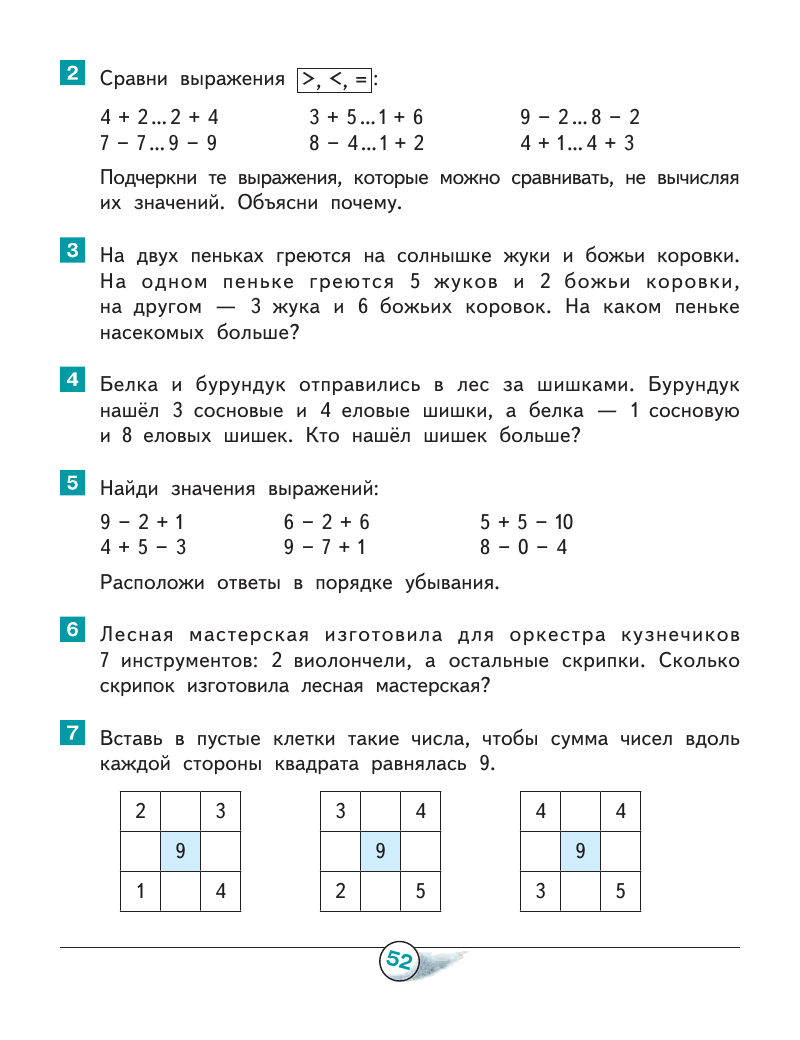 2 Сравни выражения >, <, = :
4 + 2 ... 2 + 4 3 + 5 ... 1 + 6 9 − 2 ... 8 − 2
7 − 7 ... 9 − 9 8 − 4 ... 1 + 2 4 + 1 ... 4 + 3
Подчеркни те выражения, которые можно сравнивать, не вычисляя
их значений. Объясни почему.
3 На двух пеньках греются на солнышке жуки и божьи коровки.
На одном пеньке греются 5 жуков и 2 божьи коровки,
на другом — 3 жука и 6 божьих коровок. На каком пеньке
насекомых больше?
4 Белка и бурундук отправились в лес за шишками. Бурундук
нашёл 3 сосновые и 4 еловые шишки, а белка — 1 сосновую
и 8 еловых шишек. Кто нашёл шишек больше?
5 Найди значения выражений:
9 − 2 + 1 6 − 2 + 6 5 + 5 − 10
4 + 5 − 3 9 − 7 + 1 8 − 0 − 4
Расположи ответы в порядке убывания.
6 Лесная мастерская изготовила для оркестра кузнечиков
7 инструментов: 2 виолончели, а остальные скрипки. Сколько
скрипок изготовила лесная мастерская?
7 Вставь в пустые клетки такие числа, чтобы сумма чисел вдоль
каждой стороны квадрата равнялась 9.
2 3 3 4 4 4
9 9 9
1 4 2 5 3 5
52